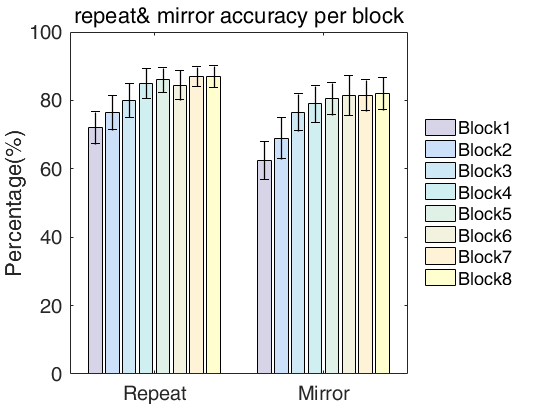 repeat& mirror accuracy per block
Percentage(%)
100
80
60
40
20
0
Repeat Mirror
Block1
Block2
Block3
Block4
Block5
Block6
Block7
Block8